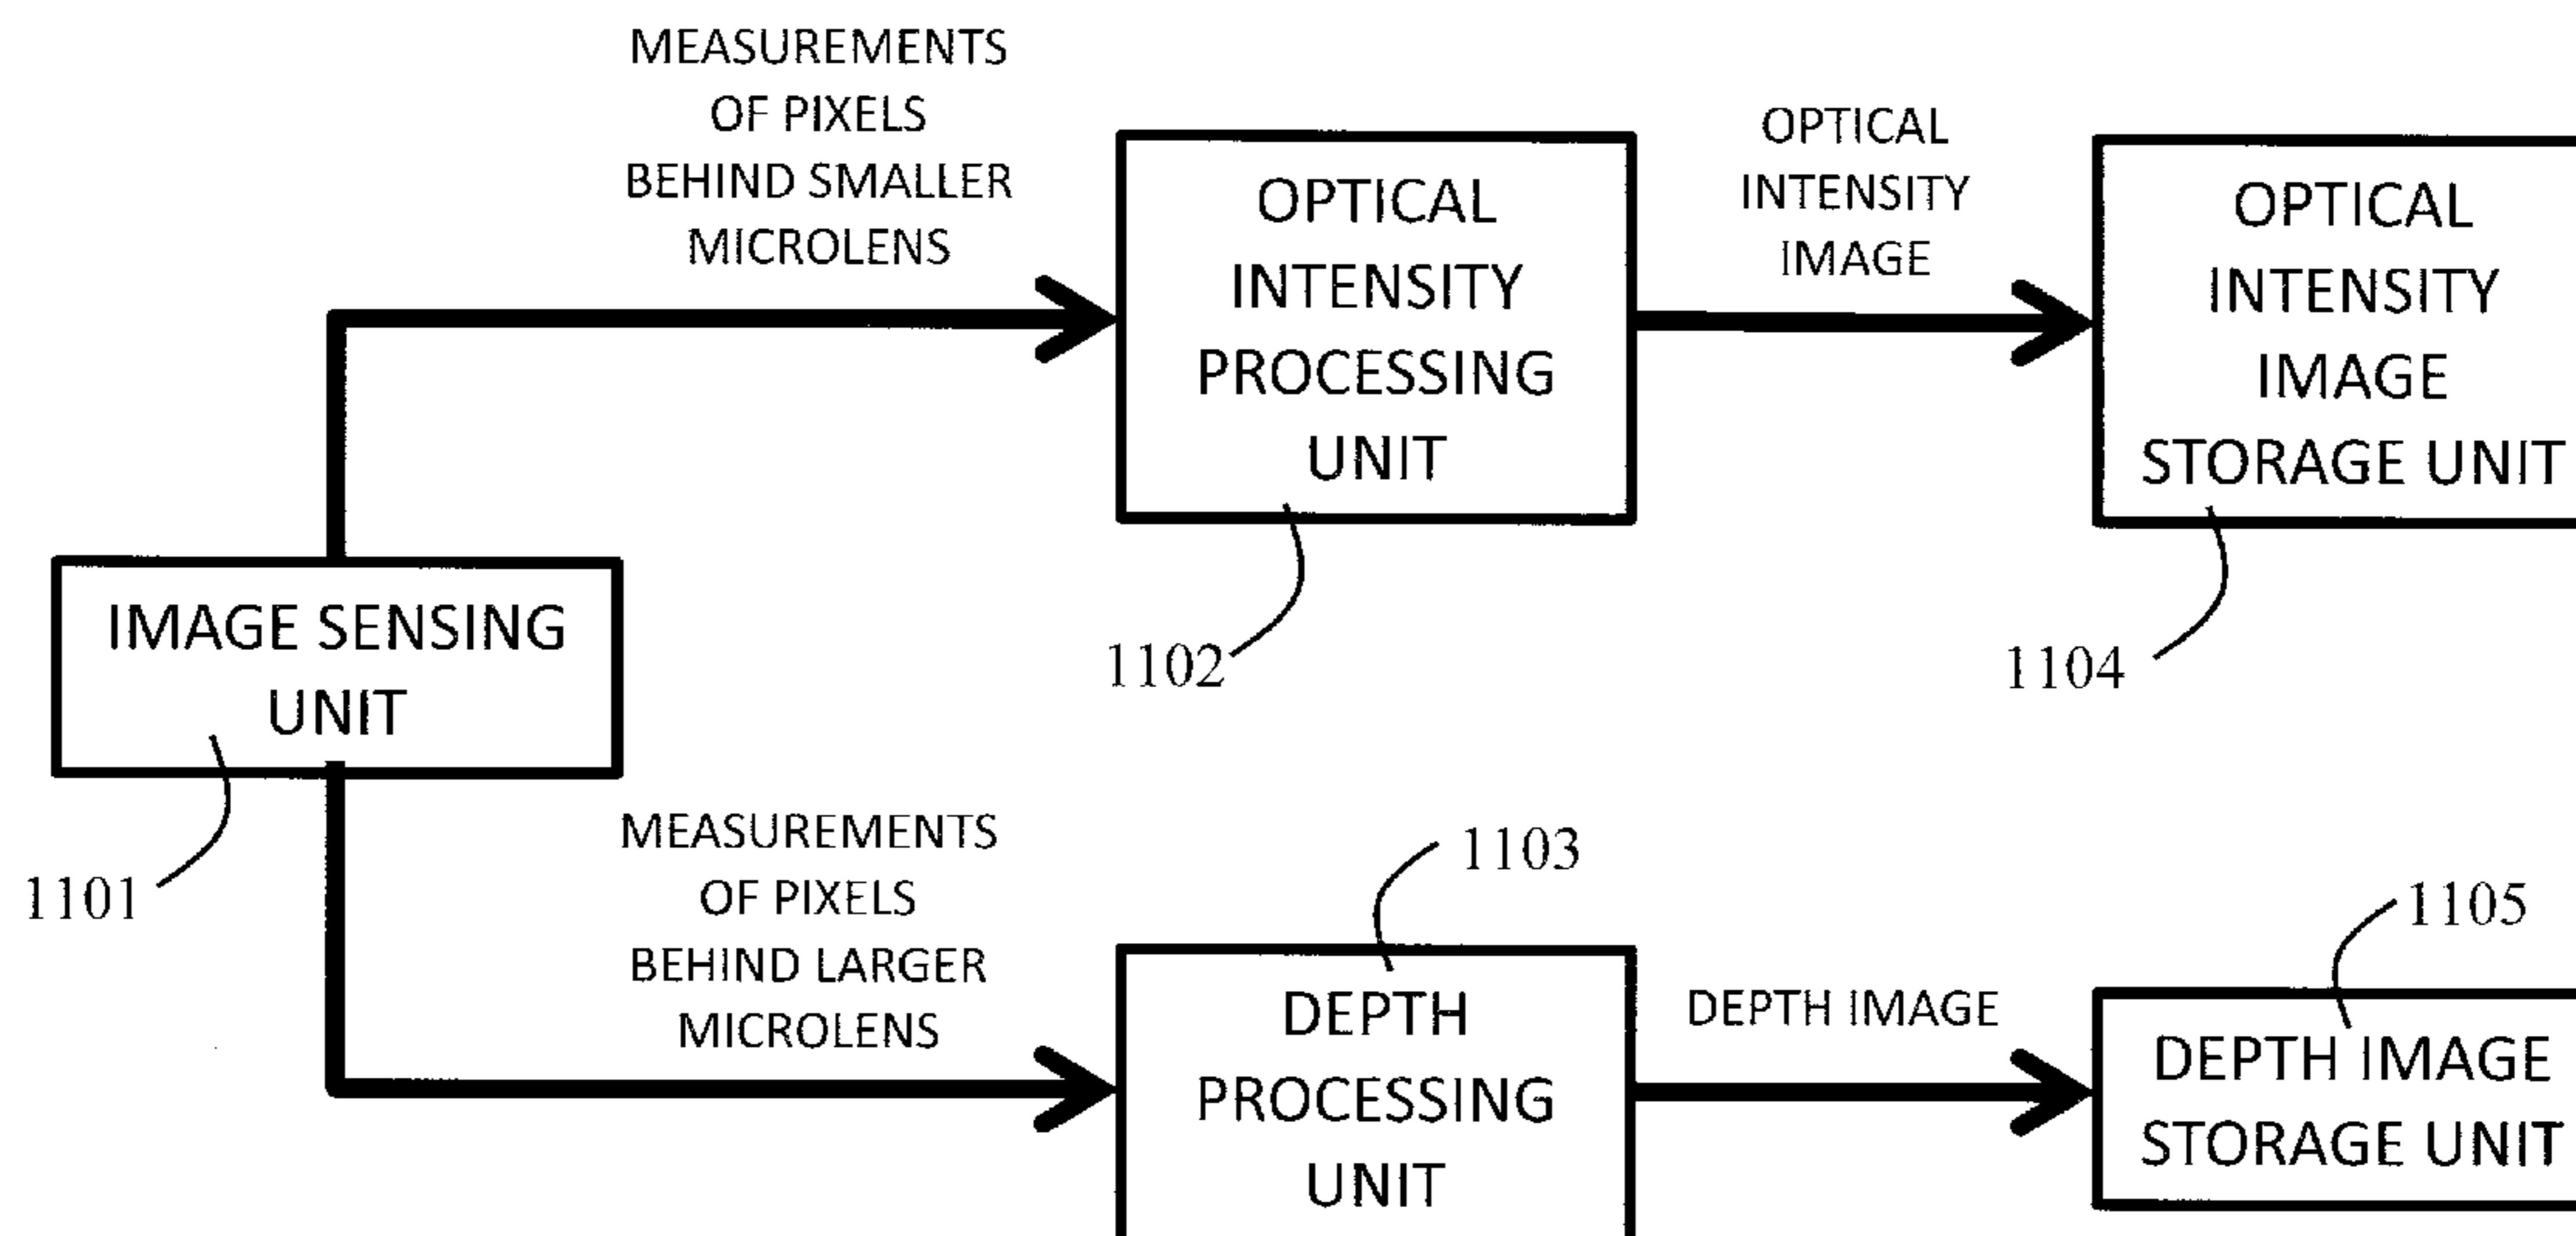 MEASUREMENTS
OF PIXELS
BEHIND SMALLER
MICROLENS
OPTICAL
INTENSITY
PROCESSING
UNIT
1102
OPTICAL
INTENSITY
IMAGE
OPTICAL
INTENSITY
IMAGE
STORAGE UNIT
1104
IMAGE SENSING
UNIT
1101
MEASUREMENTS
OF PIXELS
BEHIND LARGER
MICROLENS
1103
DEPTH
PROCESSING
UNIT
DEPTH IMAGE
1105
DEPTH IMAGE
STORAGE UNIT